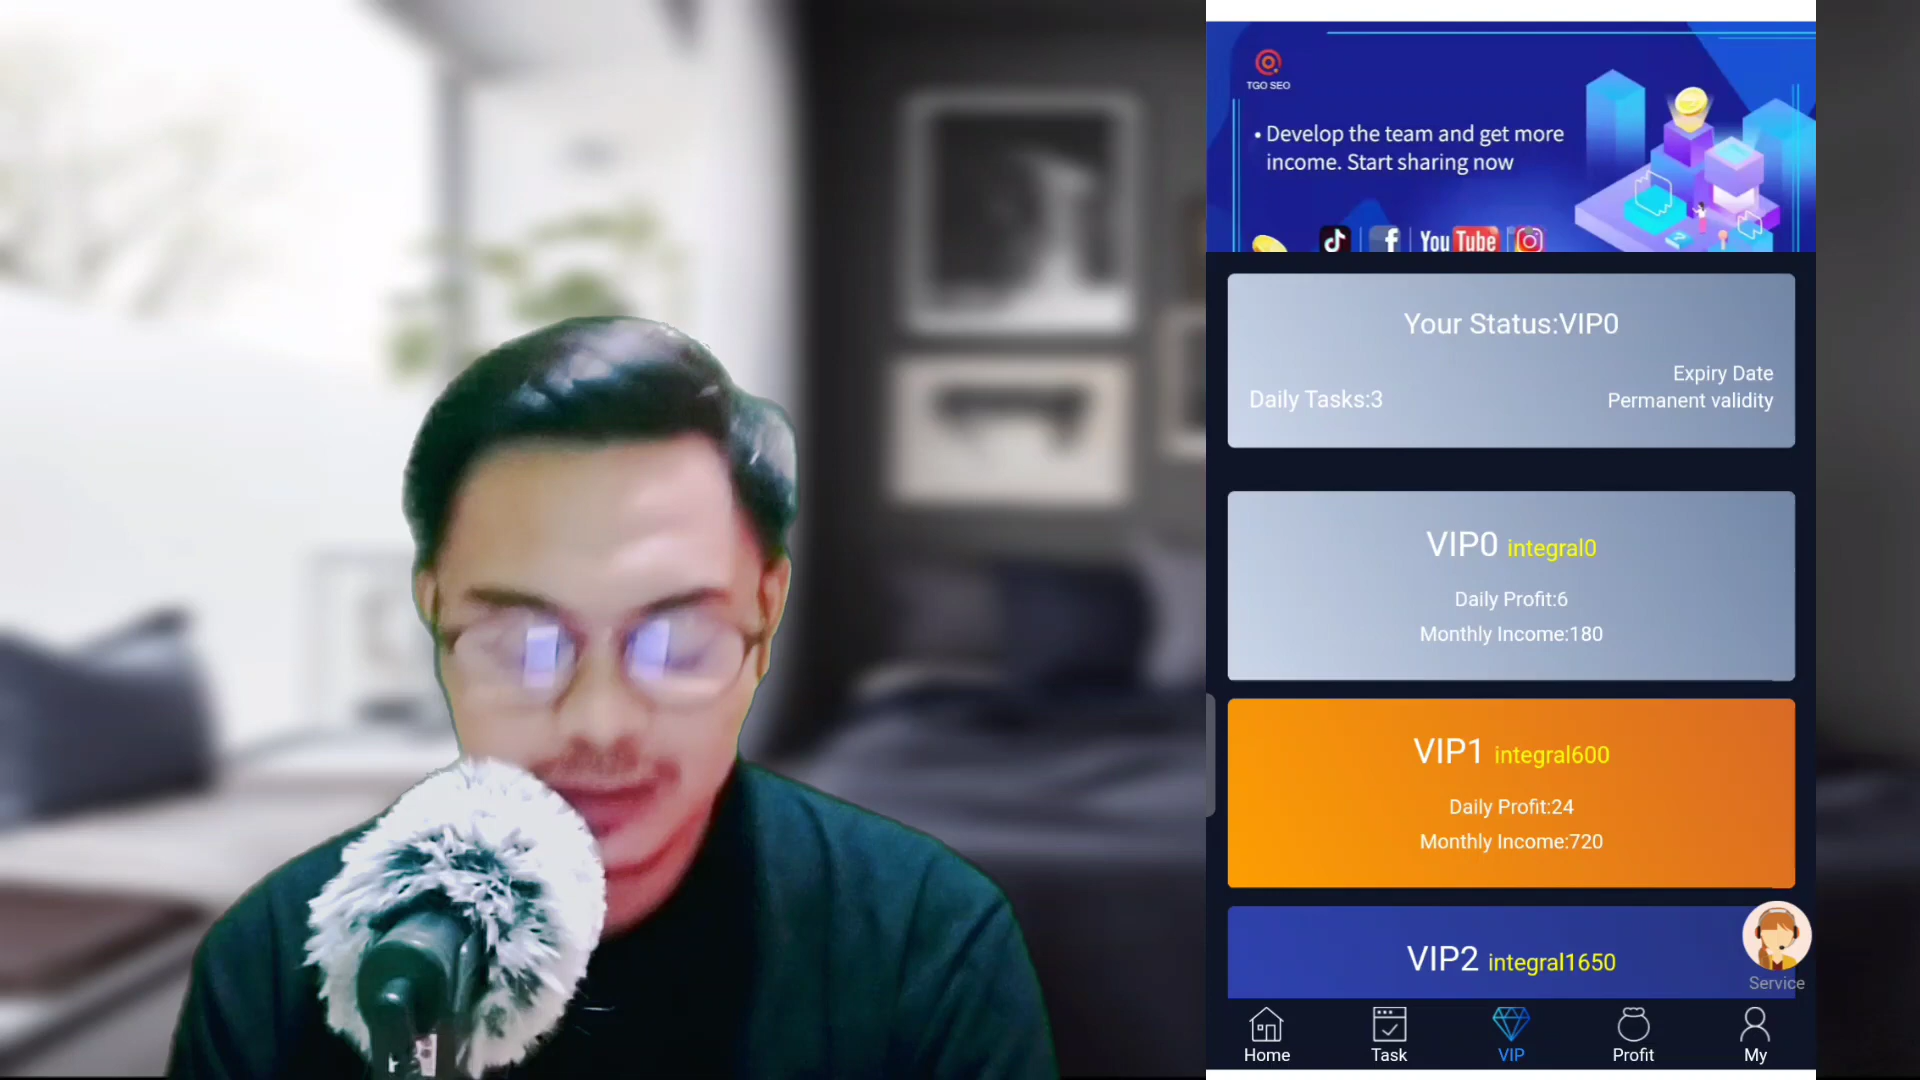 TGO SEO
• Develop the team and get more
income. Start sharing now
f
You Tube
Your Status:VIP0
Expiry Date
Daily Tasks:3
Permanent validity
VIP0 integral0
Daily Profit:6
Monthly Income:180
VIP1 integral600
Daily Profit:24
Monthly Income:720
VIP2 integral1650
Service
Home
Task
VIP
Profit
My